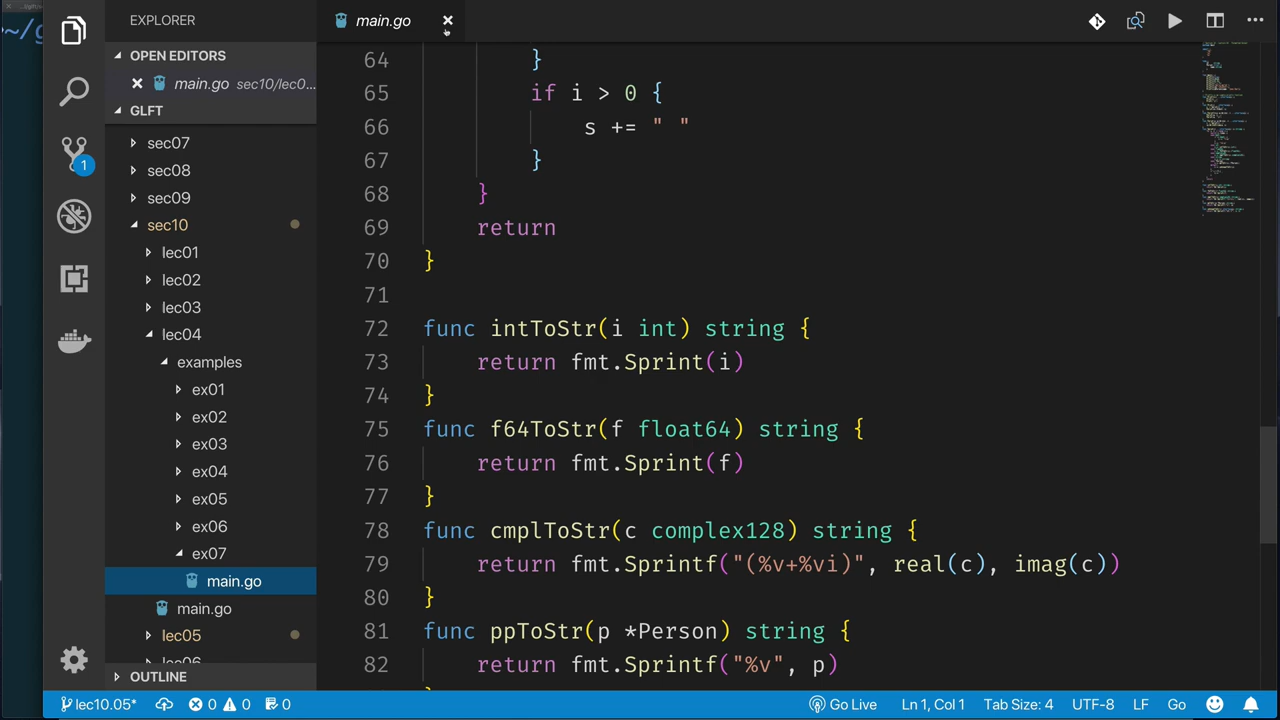 ~/g
EXPLORER
OPEN EDITORS
main.go sec10/lec0...
GLFT
sec07
sec08
sec09
sec10
lec01
lec02
lec03
lec04
examples
ex01
ex02
ex03
ex04
ex05
ex06
ex07
main.go
main.go
lec05
lec06
OUTLINE
1
main.go
64 }
65 if i > 0 {
66 s += " "
67 }
68 }
69 return
70 }
71
72 func intToStr(i int) string {
73 return fmt.Sprint(i)
74 }
75 func f64ToStr(f float64) string {
76 return fmt.Sprint(f)
77 }
78 func cmplToStr(c complex128) string {
79 return fmt.Sprintf("(%v+%vi)", real(c), imag(c))
80 }
81 func ppToStr(p *Person) string {
82 return fmt.Sprintf("%v", p)
lec10.05* 0 0 0 Go Live Ln 1, Col 1 Tab Size: 4 UTF-8 LF Go